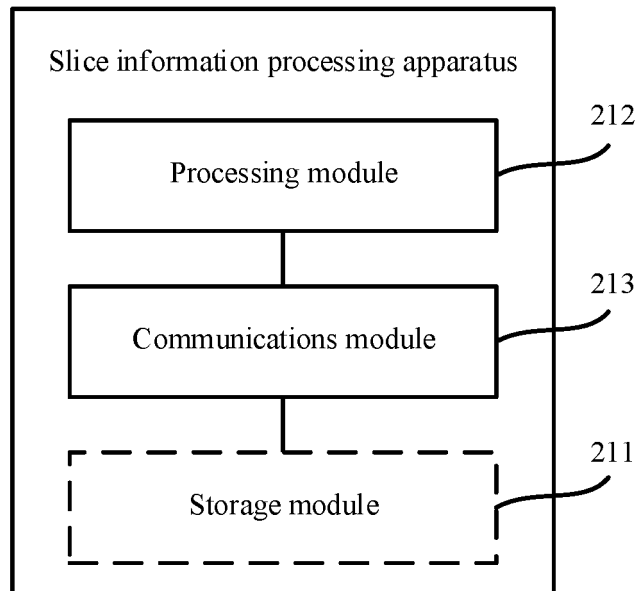 Slice information processing apparatus
212
Processing module
213
Communications module
211
Storage module